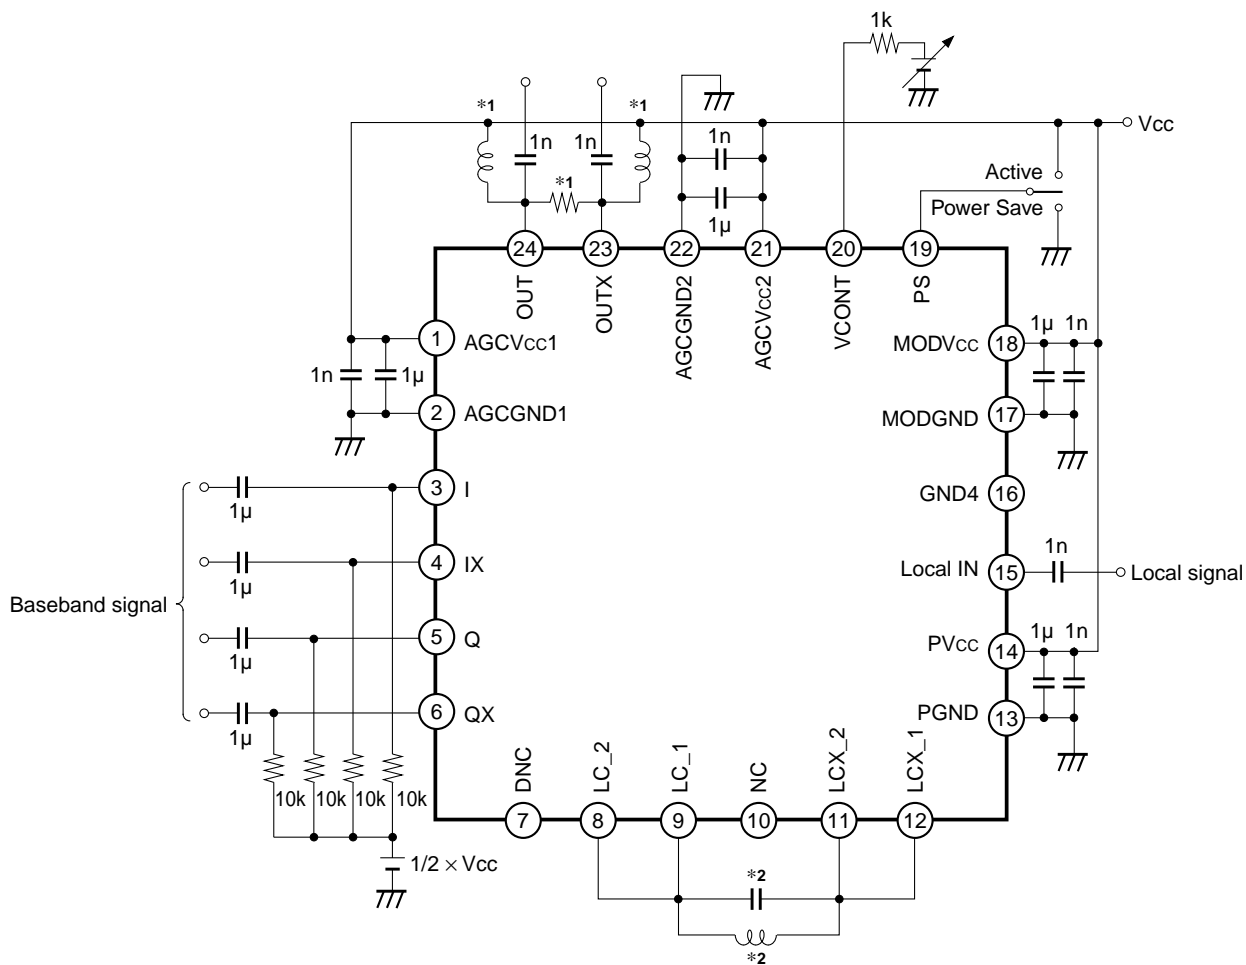 1k
*1
*1
Vcc
1n
1n
1n
*1
1µ
Active
Power Save
24
23
22
21
20
19
OUT
OUTX
AGCGND2
AGCVcc2
VCONT
PS
1
AGCVcc1
1n
1µ
2
AGCGND1
MODVcc
18
1µ
1n
MODGND
17
3
I
1µ
GND4
16
4
IX
1µ
Local IN
15
1n
Local signal
Baseband signal
5
Q
1µ
PVcc
14
1µ
1n
6
QX
1µ
PGND
13
10k
10k
10k
10k
1/2 × Vcc
DNC
LC_2
LC_1
NC
LCX_2
LCX_1
7
8
9
10
11
12
*2
*2